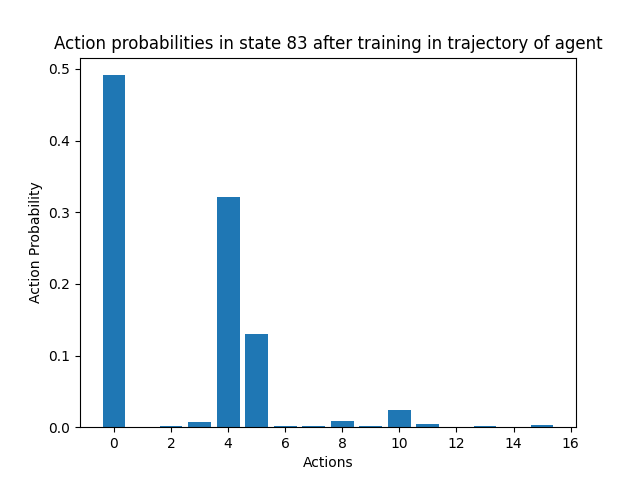 Action probabilities in state 83 after training in trajectory of agent
0.5
0.4
0.3
0.2
0.1
0.0
Action Probability
0 2 4 6 8 10 12 14 16
Actions